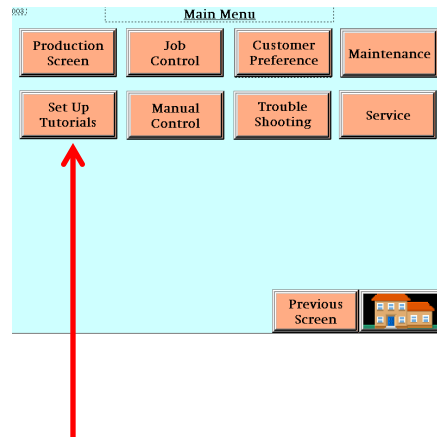 003
Main Menu
Production
Screen
Job
Control
Customer
Preference
Maintenance
Set Up
Tutorials
Manual
Control
Trouble
Shooting
Service
Previous
Screen